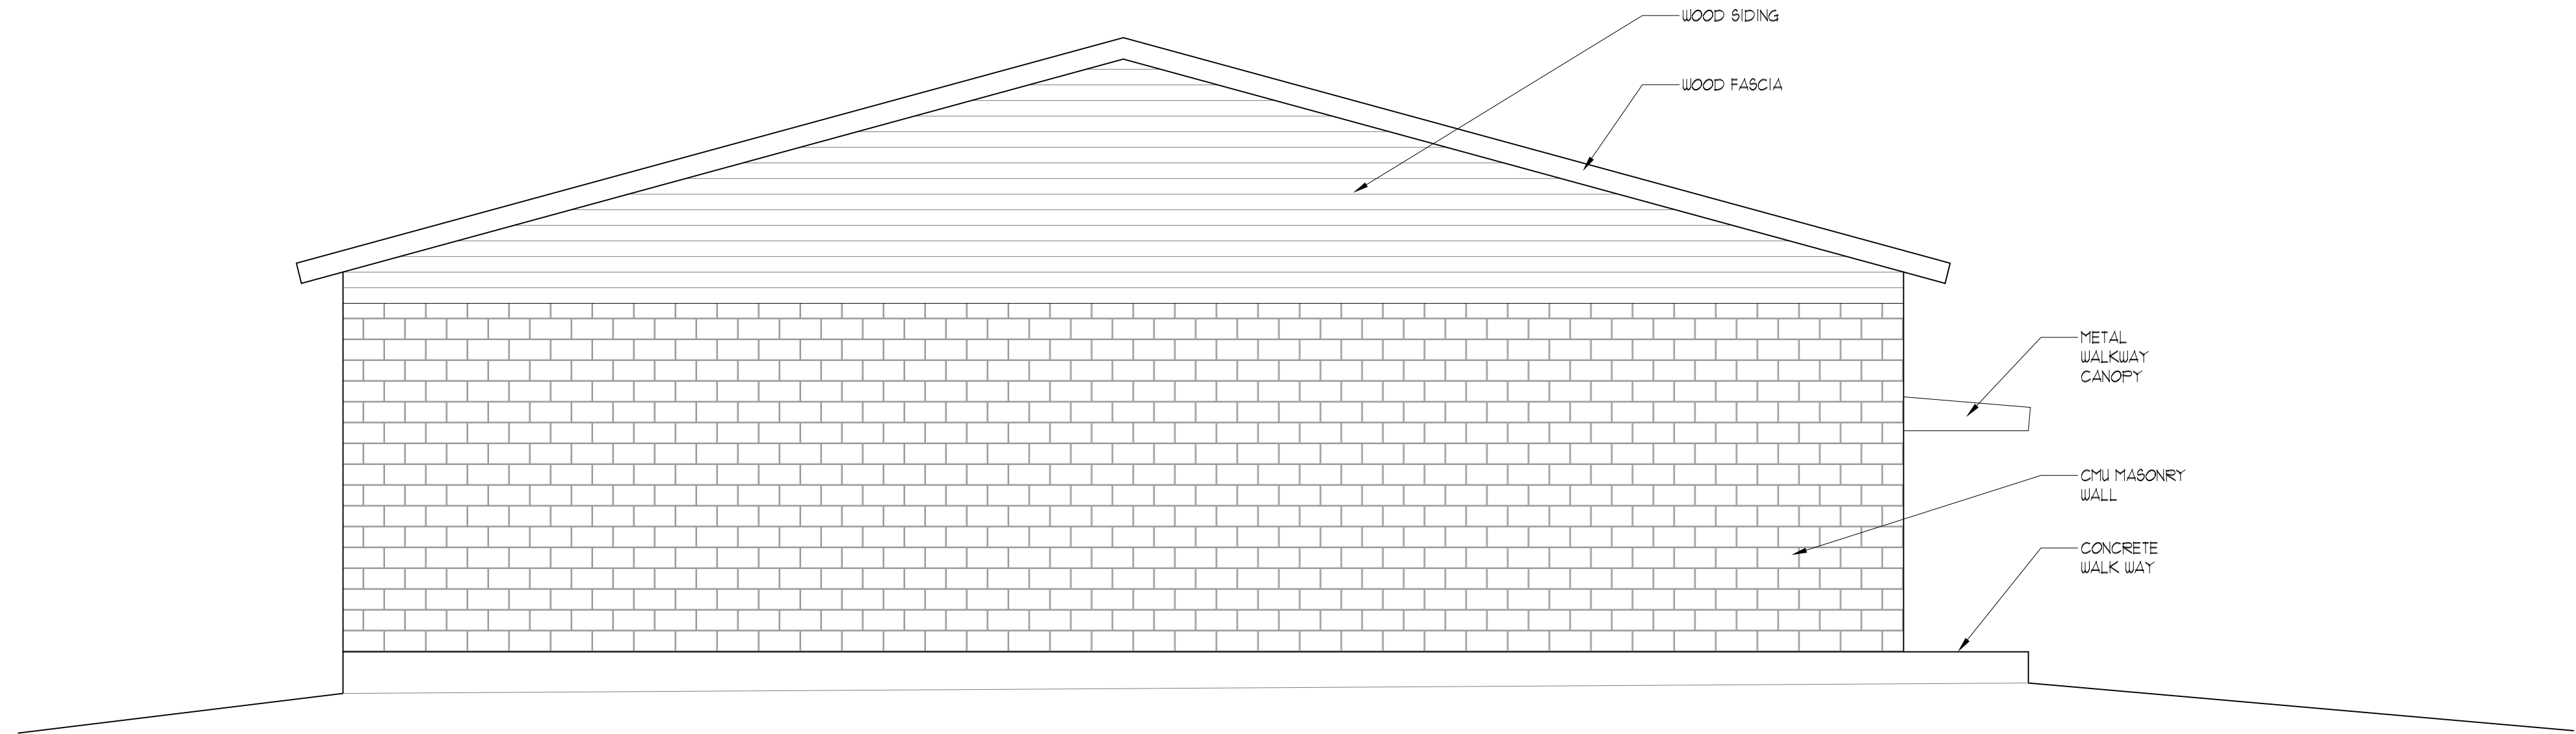 WOOD SIDING
WOOD FASCIA
METAL
WALKWAY
CANOPY
CMU MASONRY
WALL
CONCRETE
WALK WAY